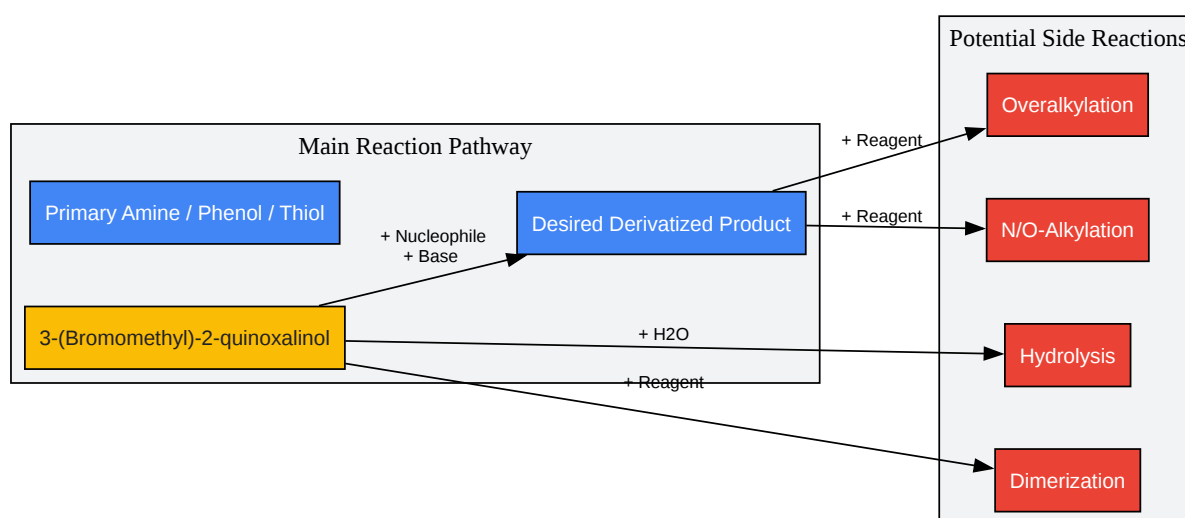 Potential Side Reactions
Overalkylation
+ Reagent
Main Reaction Pathway
Primary Amine / Phenol / Thiol
Desired Derivatized Product
+ Reagent
N/O-Alkylation
+ Nucleophile
+ Base
3-(Bromomethyl)-2-quinoxalinol
+ H2O
Hydrolysis
+ Reagent
Dimerization